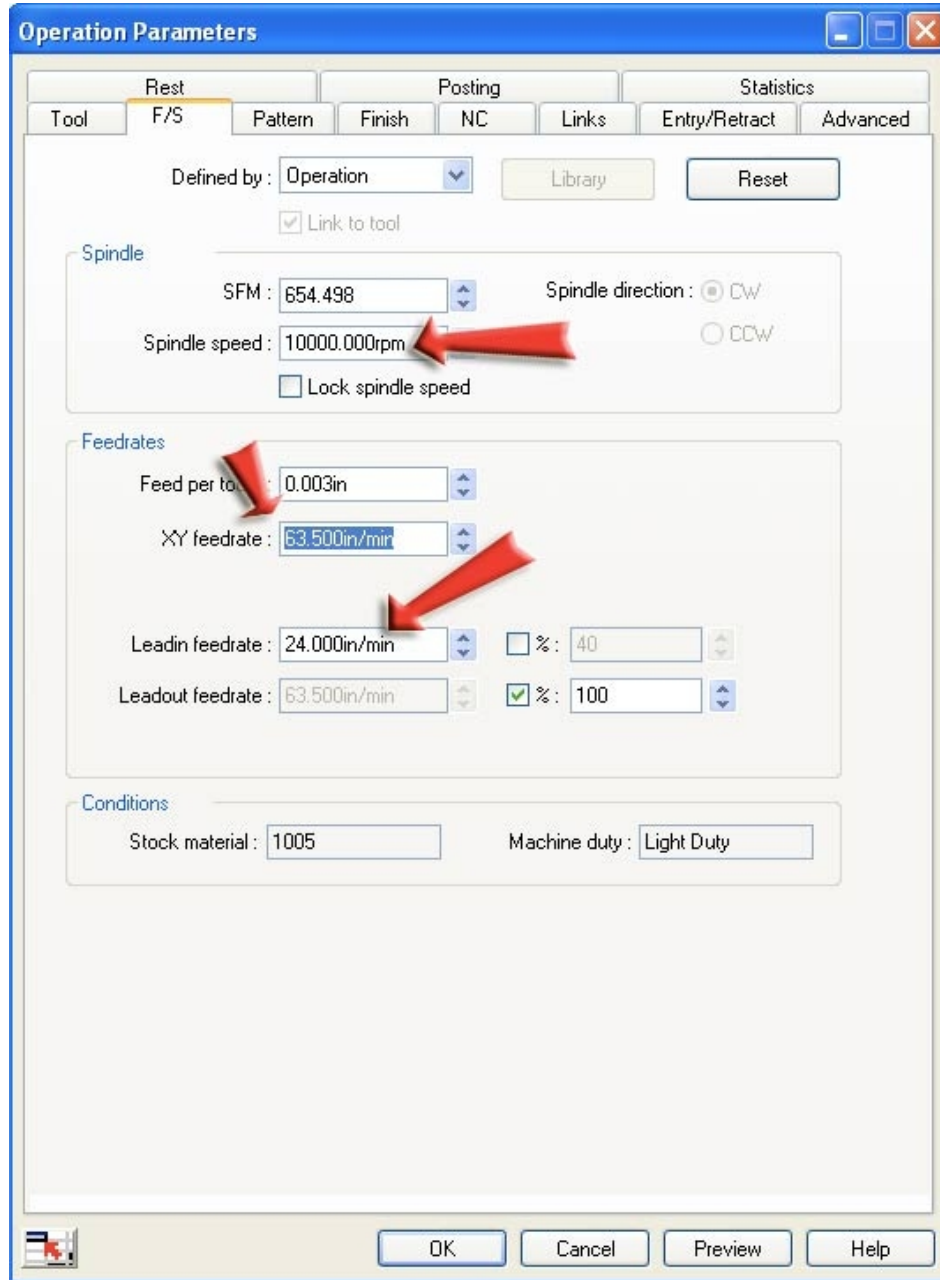 Operation Parameters
Rest Posting Statistics
Tool F/S Pattern Finish NC Links Entry/Retract Advanced
Defined by : Operation Library Reset
Link to tool
Spindle
SFM : 654.498 Spindle direction : CW
Spindle speed : 10000.000rpm CCW
Lock spindle speed
Feedrates
Feed per : 0.003in
XY feedrate : 63.500in/min
Leadin feedrate : 24.000in/min % : 40
Leadout feedrate : 63.500in/min % : 100
Conditions
Stock material : 1005 Machine duty : Light Duty
OK Cancel Preview Help